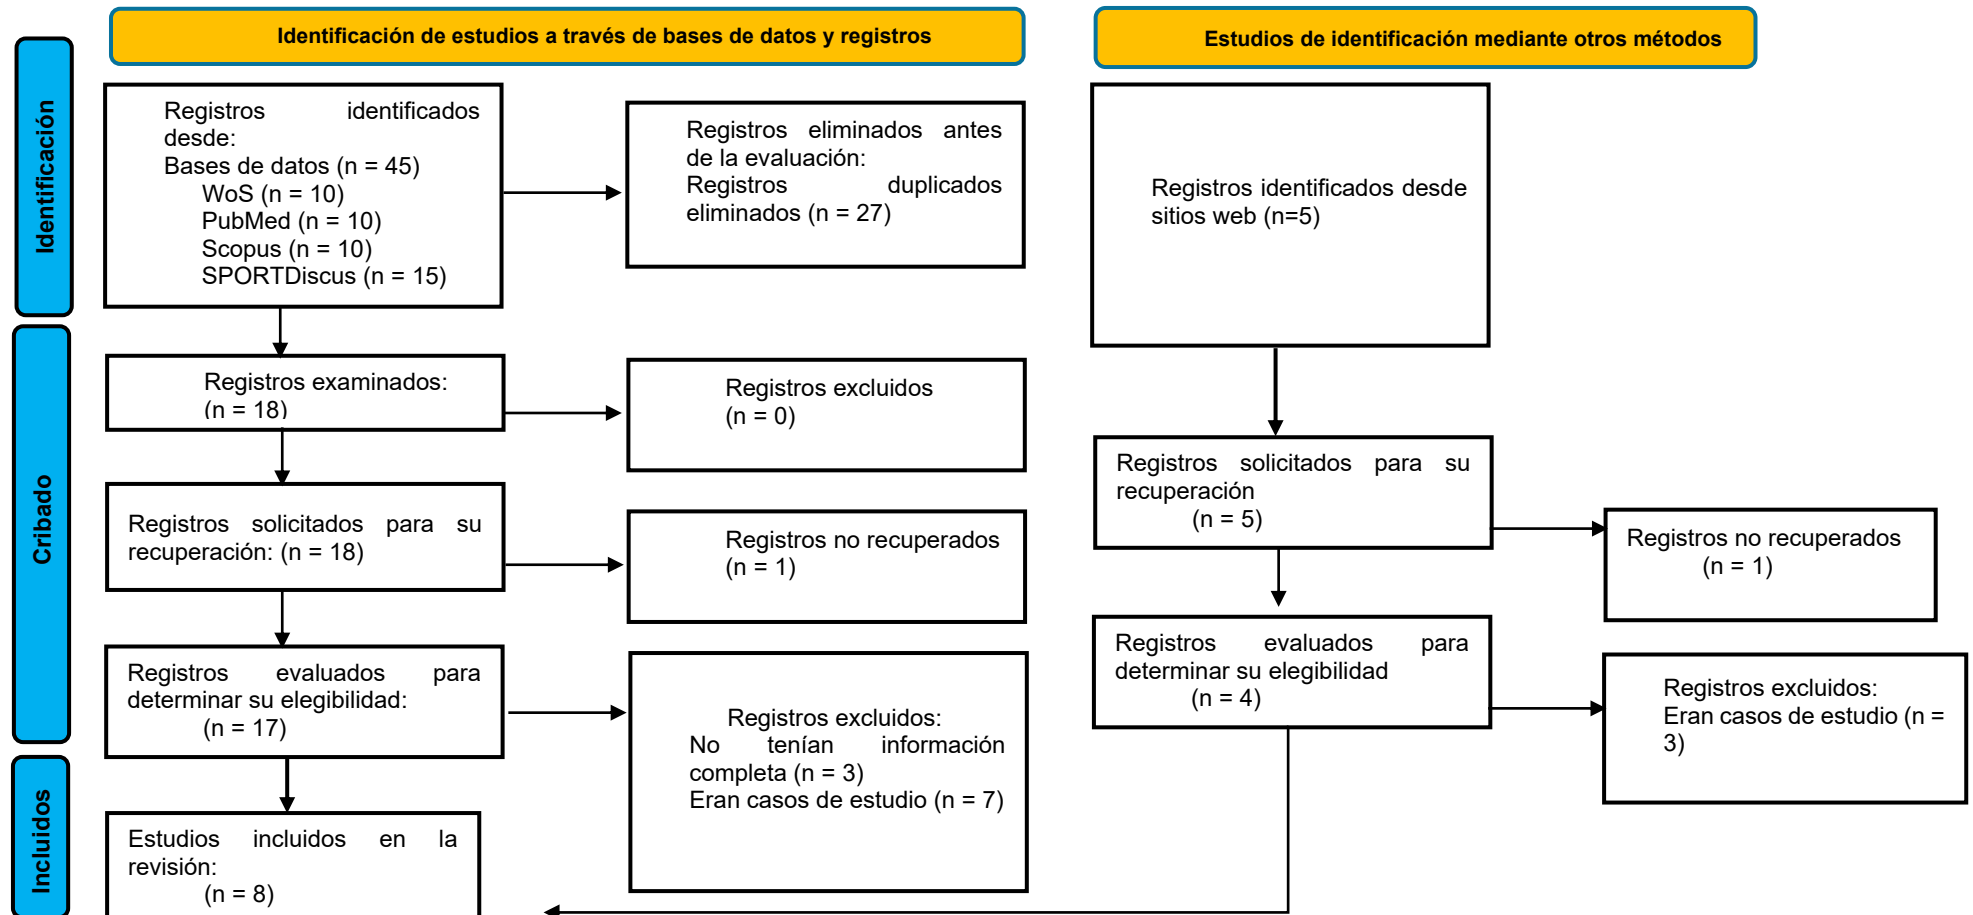 Identificación de estudios a través de bases de datos y registros
Estudios de identificación mediante otros métodos
Identificación
Registros identificados
desde:
Bases de datos (n = 45)
WoS (n = 10)
PubMed (n = 10)
Scopus (n = 10)
SPORTDiscus (n = 15)
Registros eliminados antes
de la evaluación:
Registros duplicados
eliminados (n = 27)
Registros identificados desde
sitios web (n=5)
Cribado
Registros examinados:
(n = 18)
Registros excluidos
(n = 0)
Registros solicitados para su
recuperación: (n = 18)
Registros no recuperados
(n = 1)
Registros solicitados para su
recuperación
(n = 5)
Registros no recuperados
(n = 1)
Registros evaluados para
determinar su elegibilidad:
(n = 17)
Registros excluidos:
No tenían información
completa (n = 3)
Eran casos de estudio (n = 7)
Registros evaluados para
determinar su elegibilidad
(n = 4)
Registros excluidos:
Eran casos de estudio (n =
3)
Incluidos
Estudios incluidos en la
revisión:
(n = 8)